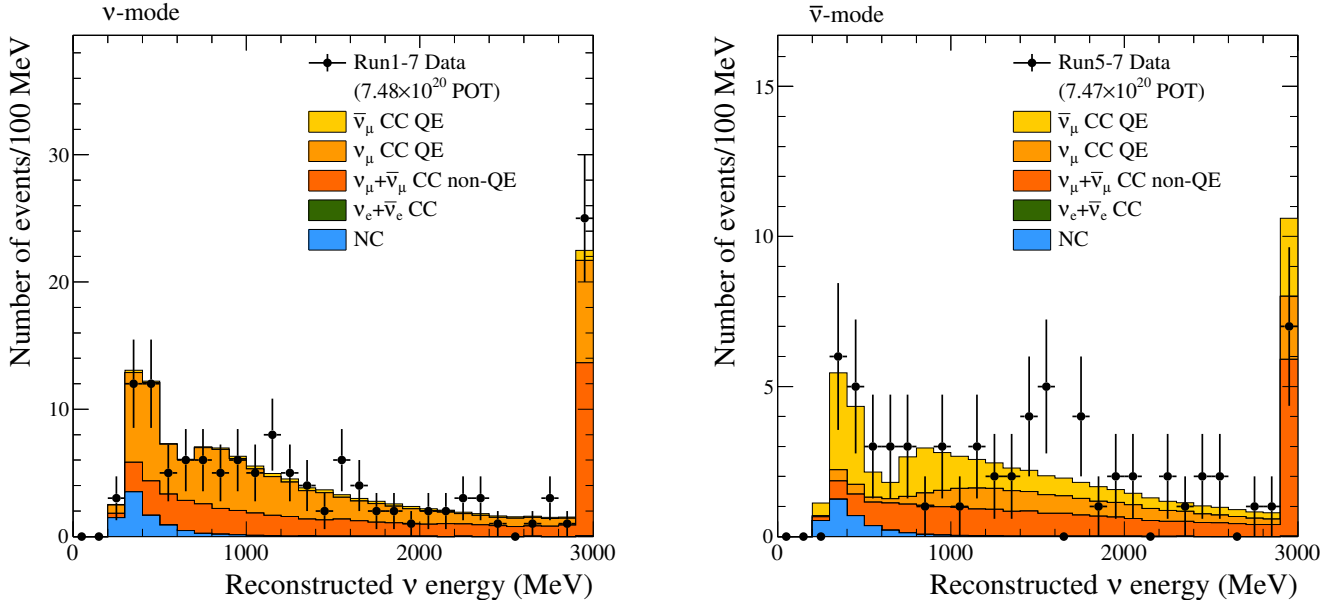 ν-mode
Number of events/100 MeV
30
20
10
0
Run1-7 Data
(7.48×10²⁰ POT)
ν̅μ CC QE
νμ CC QE
νμ+ν̅μ CC non-QE
νe+ν̅e CC
NC
0 1000 2000 3000
Reconstructed ν energy (MeV)
ν̅-mode
Number of events/100 MeV
15
10
5
0
Run5-7 Data
(7.47×10²⁰ POT)
ν̅μ CC QE
νμ CC QE
νμ+ν̅μ CC non-QE
νe+ν̅e CC
NC
0 1000 2000 3000
Reconstructed ν energy (MeV)